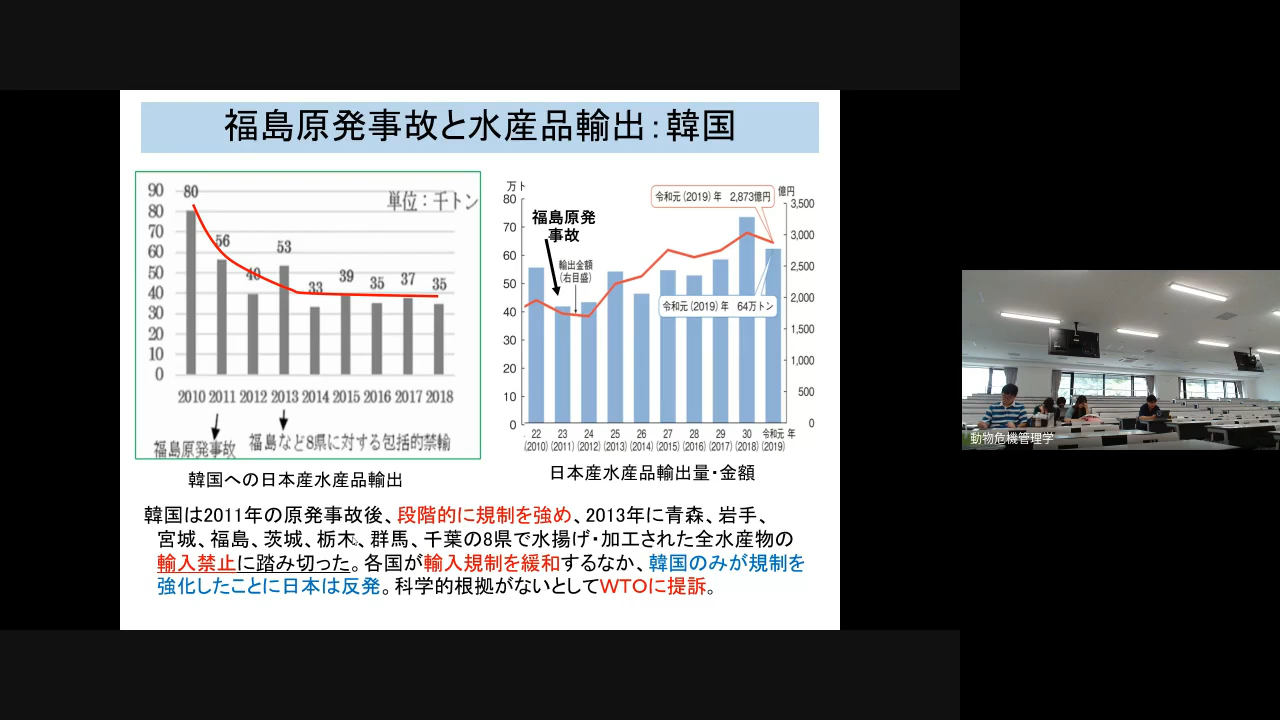 福島原発事故と水産品輸出：韓国
単位：千トン
90
80
70
60
50
40
30
20
10
0
80
56
40
53
33
39
35
37
35
2010 2011 2012 2013 2014 2015 2016 2017 2018
福島原発事故
福島など8県に対する包括的禁輸
韓国への日本産水産品輸出
万トン
80
70
60
50
40
30
20
10
0
福島原発
事故
輸出金額
(右目盛)
令和元(2019)年 2,873億円
令和元(2019)年 64万トン
億円
3,500
3,000
2,500
2,000
1,500
1,000
500
0
22 23 24 25 26 27 28 29 30 令和元 年
(2010) (2011) (2012) (2013) (2014) (2015) (2016) (2017) (2018) (2019)
日本産水産品輸出量・金額
韓国は2011年の原発事故後、段階的に規制を強め、2013年に青森、岩手、
宮城、福島、茨城、栃木、群馬、千葉の8県で水揚げ・加工された全水産物の
輸入禁止に踏み切った。各国が輸入規制を緩和するなか、韓国のみが規制を
強化したことに日本は反発。科学的根拠がないとしてWTOに提訴。
動物危機管理学